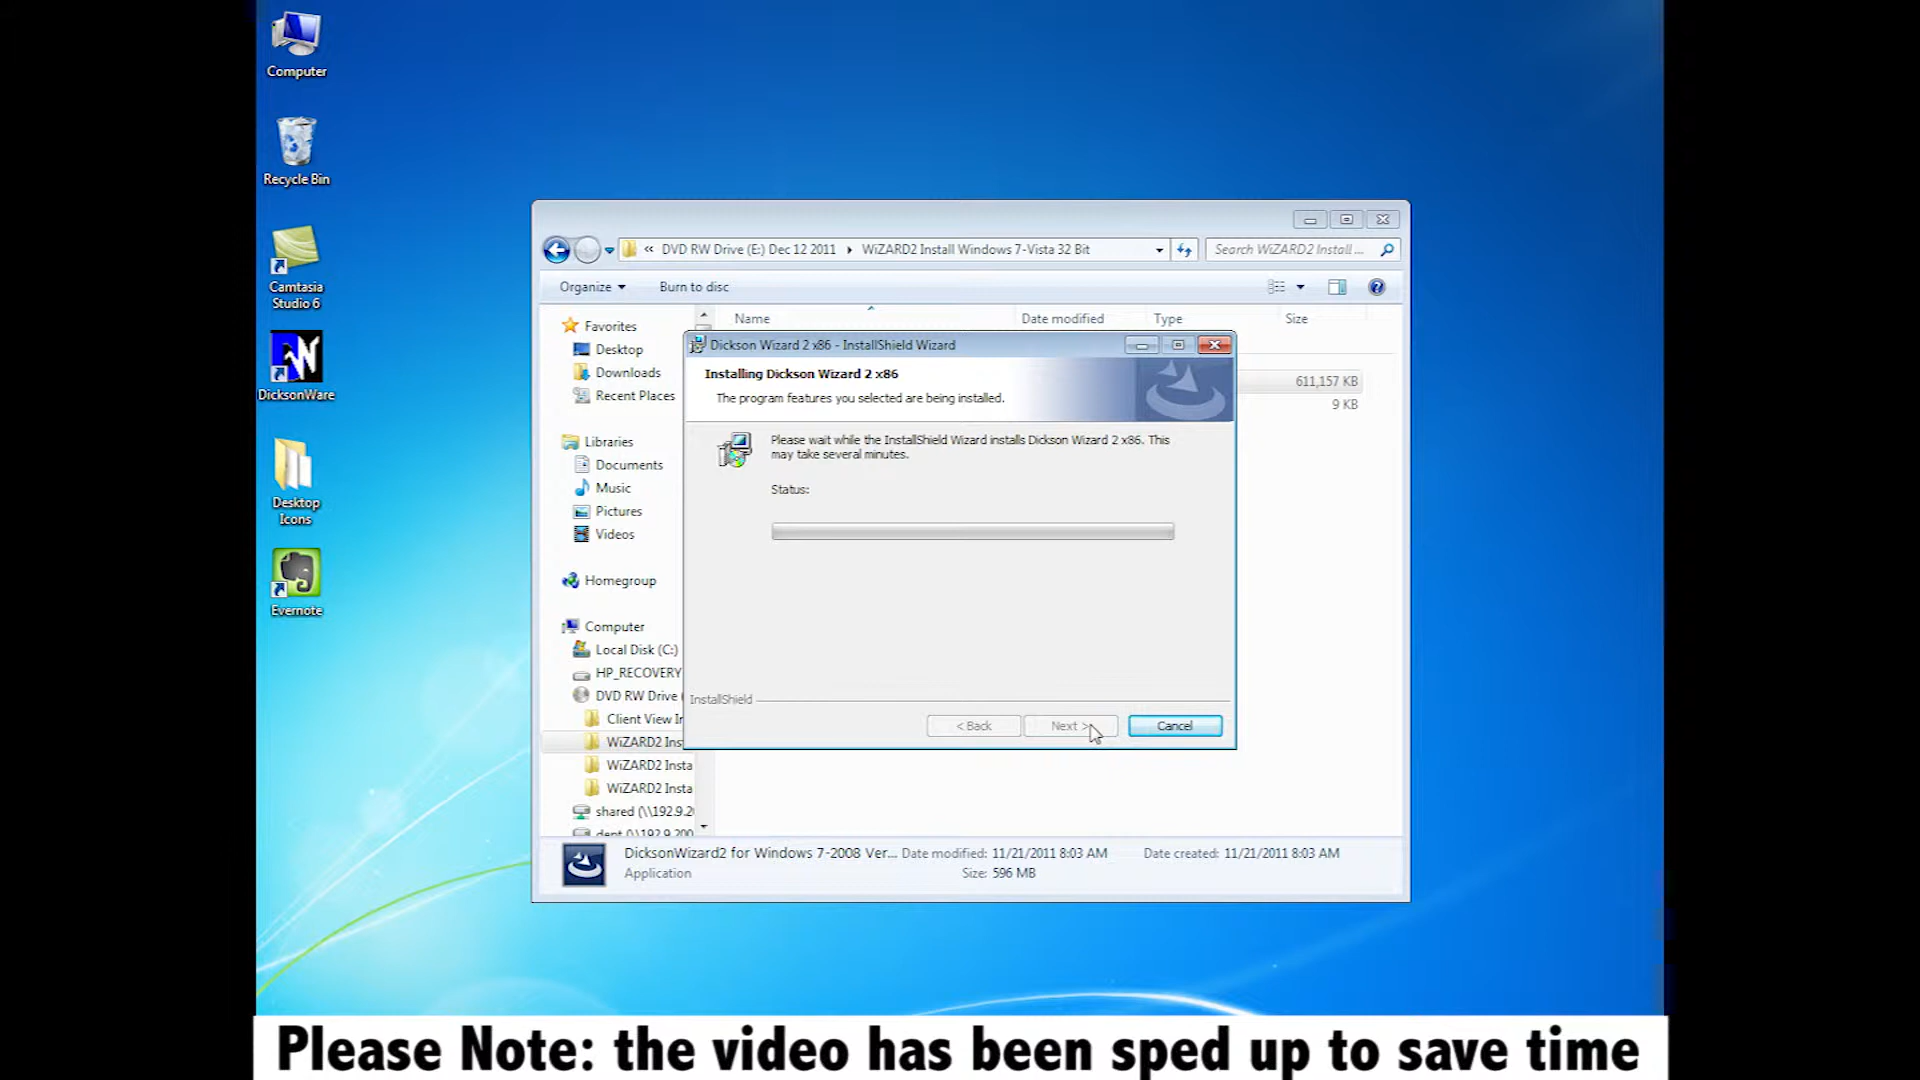 Computer
Recycle Bin
Camtasia
Studio 6
DicksonWare
Desktop
Icons
Evernote
« DVD RW Drive (E:) Dec 12 2011 WiZARD2 Install Windows 7-Vista 32 Bit
Search WiZARD2 Install ...
Organize Burn to disc
Name Date modified Type Size
Favorites
Desktop
Downloads
Recent Places
Libraries
Documents
Music
Pictures
Videos
Homegroup
Computer
Local Disk (C:)
HP_RECOVERY
DVD RW Drive (
Client View In
WiZARD2 Ins
WiZARD2 Insta
WiZARD2 Insta
shared (\\192.9.20
dept (\\192.9.200
611,157 KB
9 KB
Dickson Wizard 2 x86 - InstallShield Wizard
Installing Dickson Wizard 2 x86
The program features you selected are being installed.
Please wait while the InstallShield Wizard installs Dickson Wizard 2 x86. This
may take several minutes.
Status:
InstallShield
< Back Next > Cancel
DicksonWizard2 for Windows 7-2008 Ver... Date modified: 11/21/2011 8:03 AM Date created: 11/21/2011 8:03 AM
Application Size: 596 MB
Please Note: the video has been sped up to save time